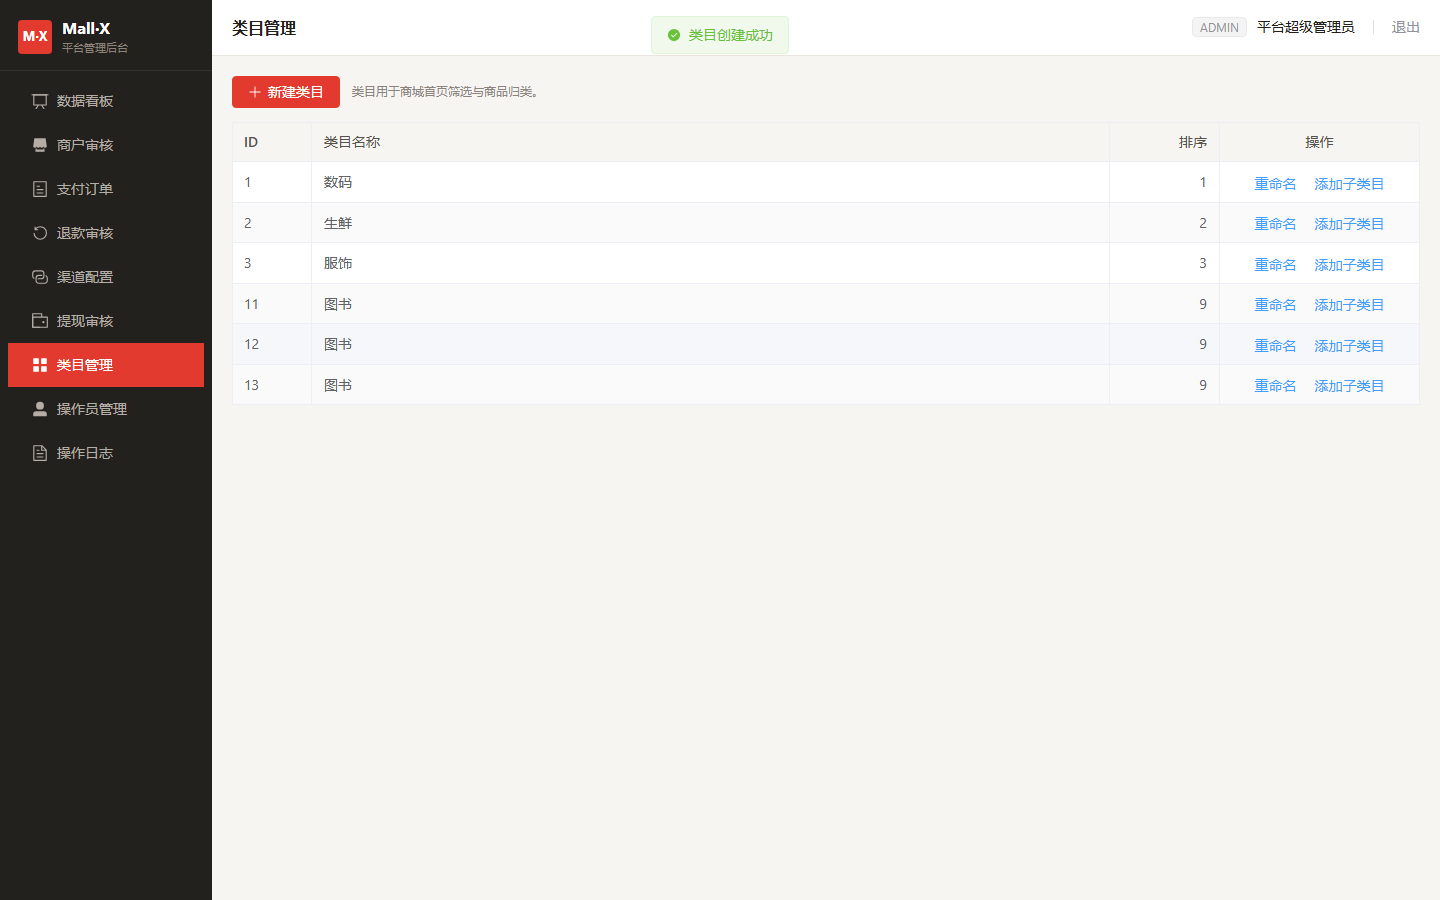 M·X
Mall·X
平台管理后台
数据看板
商户审核
支付订单
退款审核
渠道配置
提现审核
类目管理
操作员管理
操作日志
类目管理
类目创建成功
ADMIN 平台超级管理员 退出
新建类目 类目用于商城首页筛选与商品归类。
ID 类目名称 排序 操作
1 数码 1 重命名 添加子类目
2 生鲜 2 重命名 添加子类目
3 服饰 3 重命名 添加子类目
11 图书 9 重命名 添加子类目
12 图书 9 重命名 添加子类目
13 图书 9 重命名 添加子类目